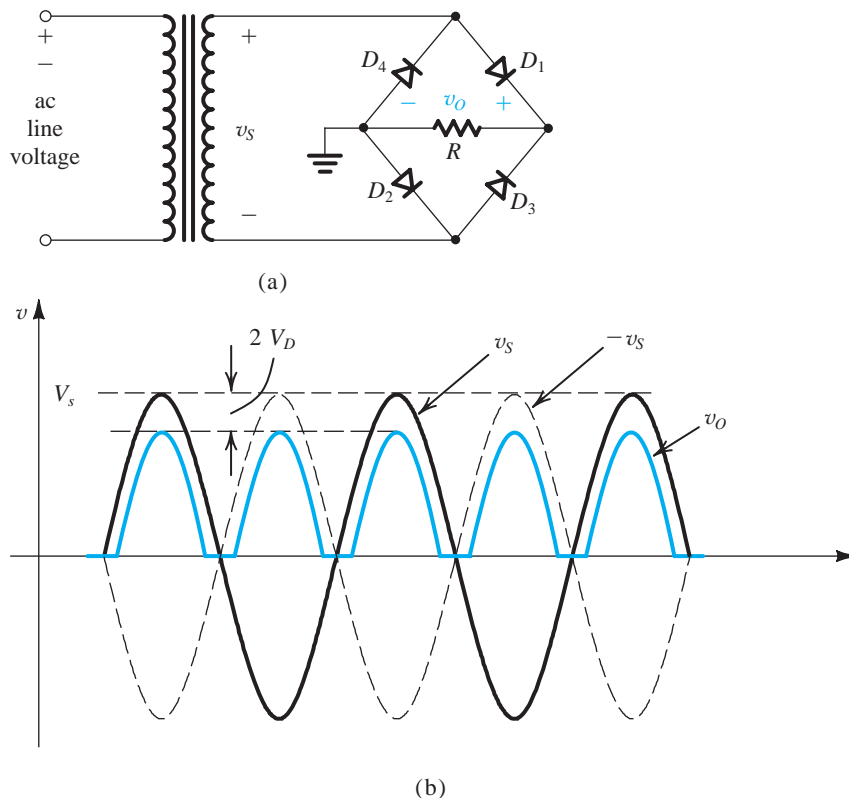 +
−
ac
line
voltage
+
v_S
−
D_4
D_1
− v_O +
R
D_2
D_3
(a)
v
2 V_D
v_S
−v_S
V_s
v_O
(b)